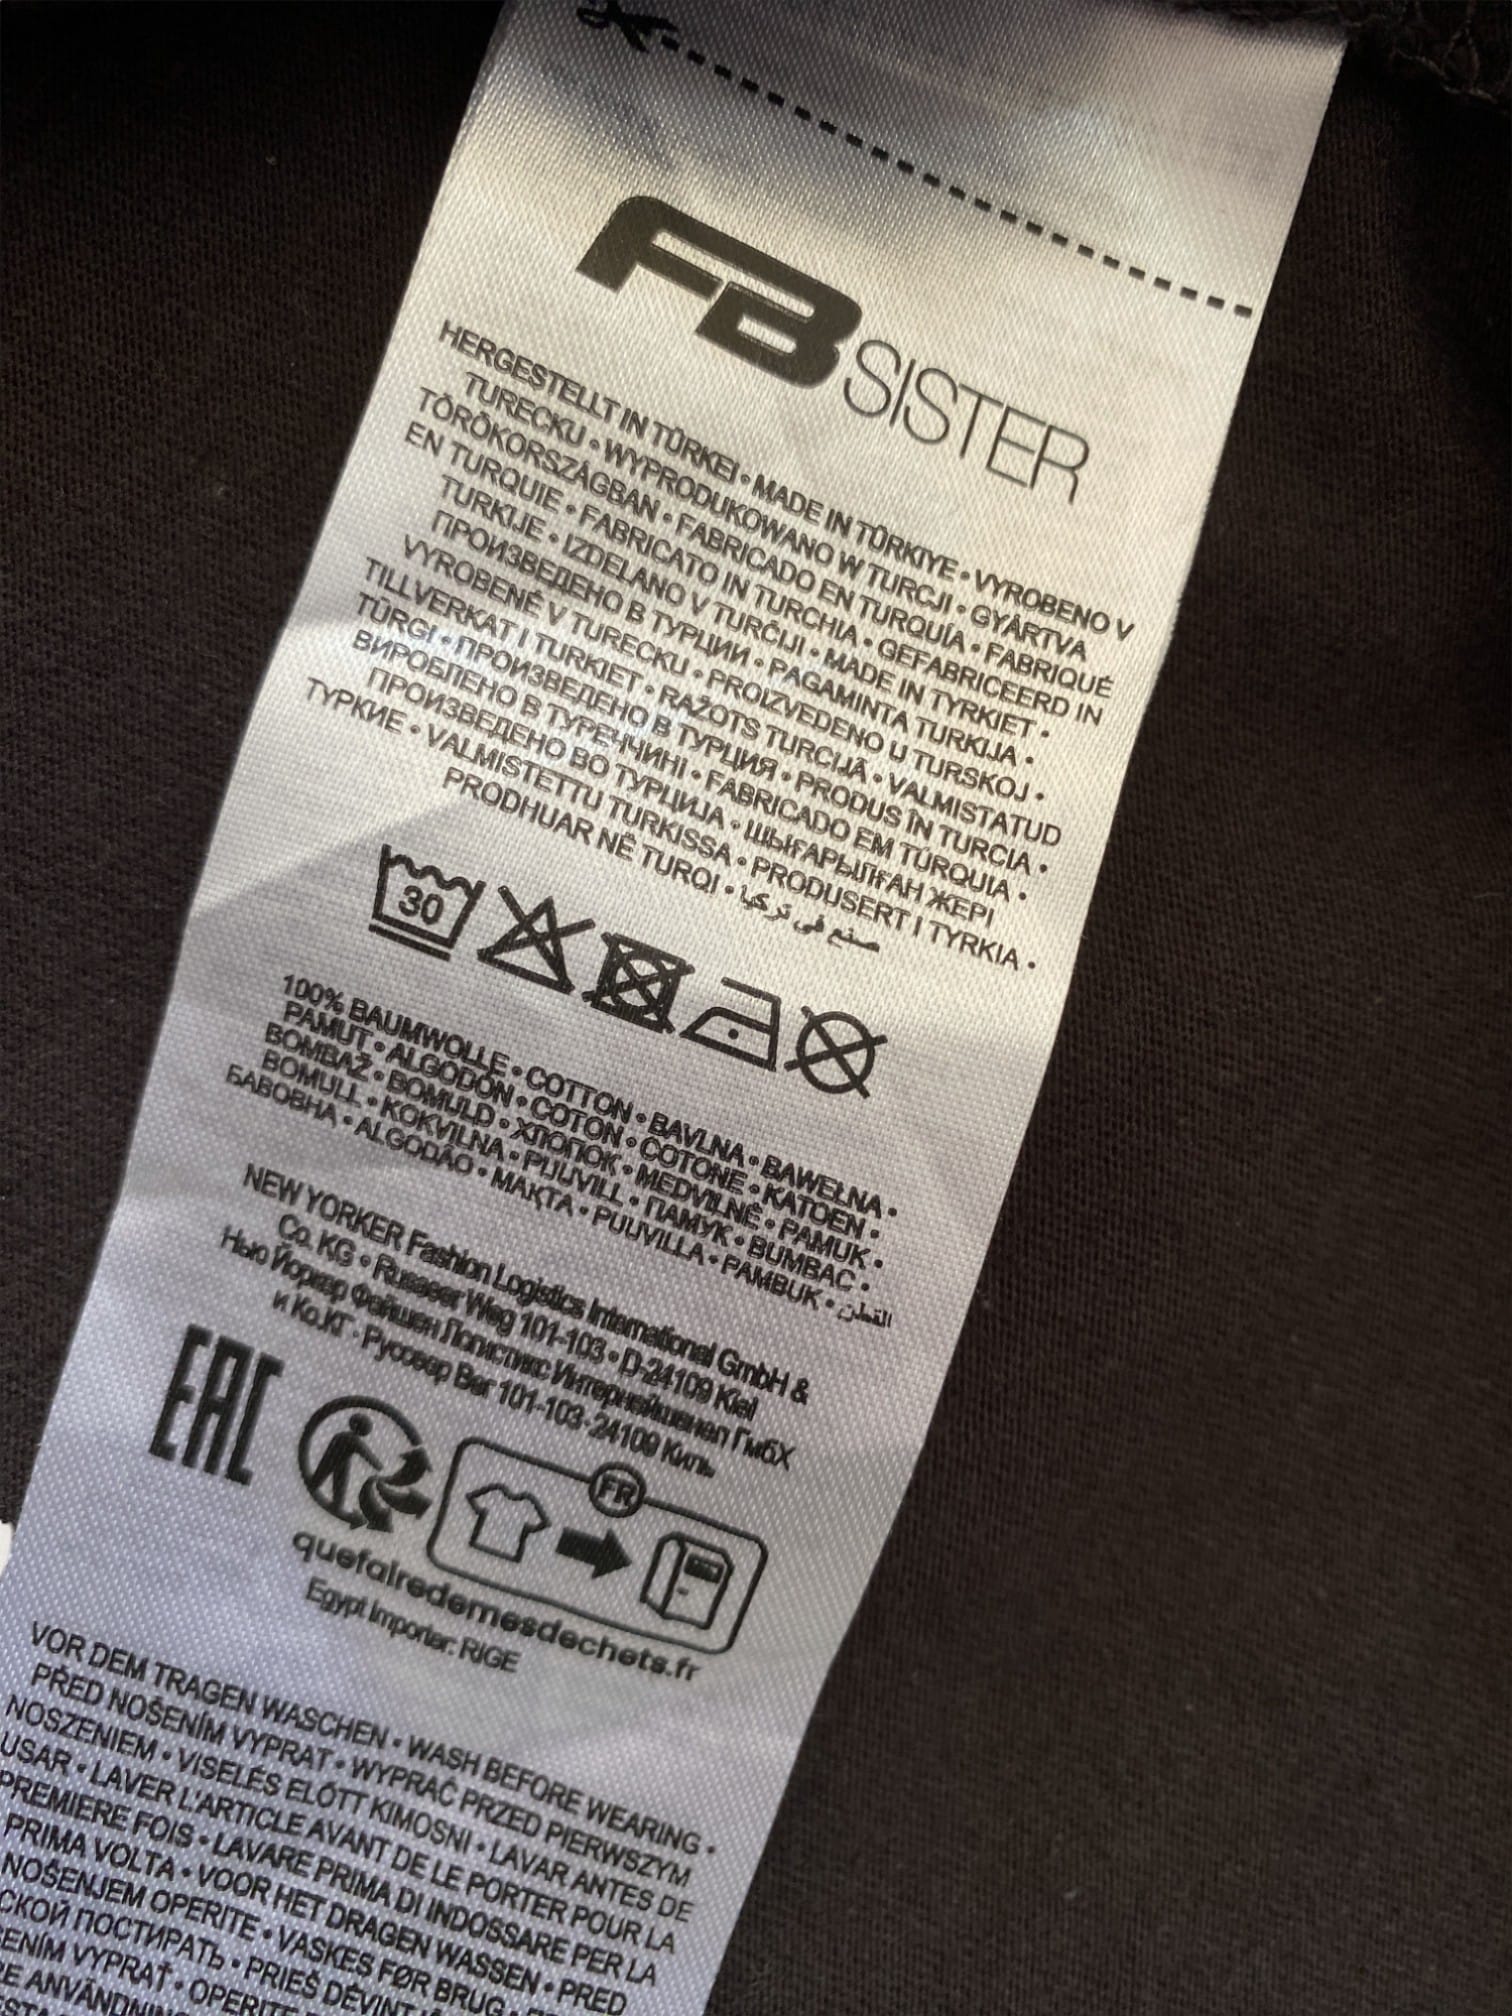 FB SISTER
HERGESTELLT IN TÜRKEI • MADE IN TÜRKIYE • VYROBENO V
TURECKU • WYPRODUKOWANO W TURCJI • GYÁRTVA
TÖRÖKORSZÁGBAN • FABRICADO EN TURQUÍA • FABRIQUÉ
EN TURQUIE • FABRICATO IN TURCHIA • GEFABRICEERD IN
TURKIJE • IZDELANO V TURČIJI • MADE IN TYRKIET •
ПРОИЗВЕДЕНО В ТУРЦИИ • PAGAMINTA TURKIJA •
VYROBENÉ V TURECKU • PROIZVEDENO U TURSKOJ •
TILLVERKAT I TURKIET • RAŽOTS TURCIJĀ • VALMISTATUD
TÜRGI • ПРОИЗВЕДЕНО В ТУРЦИЯ • PRODUS ÎN TURCIA •
ВИРОБЛЕНО В ТУРЕЧЧИНІ • FABRICADO EM TURQUIA •
ПРОИЗВЕДЕНО ВО ТУРЦИЈА • ШЫҒАРЫЛҒАН ЖЕРІ
ТҮРКИЕ • VALMISTETTU TURKISSA • PRODUSERT I TYRKIA •
PRODHUAR NË TURQI • صنع في تركيا
30
100% BAUMWOLLE • COTTON • BAVLNA • BAWEŁNA •
PAMUT • ALGODÓN • COTON • COTONE • KATOEN •
BOMBAŽ • BOMULD • ХЛОПОК • MEDVILNĖ • PAMUK •
BOMULL • KOKVILNA • PUUVILL • ПАМУК • BUMBAC •
БАВОВНА • ALGODÃO • МАҚТА • PUUVILLA • PAMBUK • القطن
NEW YORKER Fashion Logistics International GmbH &
Co. KG • Russeer Weg 101-103 • D-24109 Kiel
Нью Йоркер Фэйшен Логистикс Интернейшенал ГмбХ
и Ко.КГ · Руссеер Вег 101-103 · 24109 Киль
EAC
FR
quefairedemesdechets.fr
Egypt Importer: RIGE
VOR DEM TRAGEN WASCHEN • WASH BEFORE WEARING •
PŘED NOŠENÍM VYPRAT • WYPRAĆ PRZED PIERWSZYM
NOSZENIEM • VISELÉS ELŐTT KIMOSNI • LAVAR ANTES DE
USAR • LAVER L'ARTICLE AVANT DE LE PORTER POUR LA
PREMIERE FOIS • LAVARE PRIMA DI INDOSSARE PER LA
PRIMA VOLTA • VOOR HET DRAGEN WASSEN • PRED
NOŠENJEM OPERITE • VASKES FØR BRUG •
ПОСТИРАТЬ • PRIEŠ DĖVINT
VYPRAŤ • OPERITE